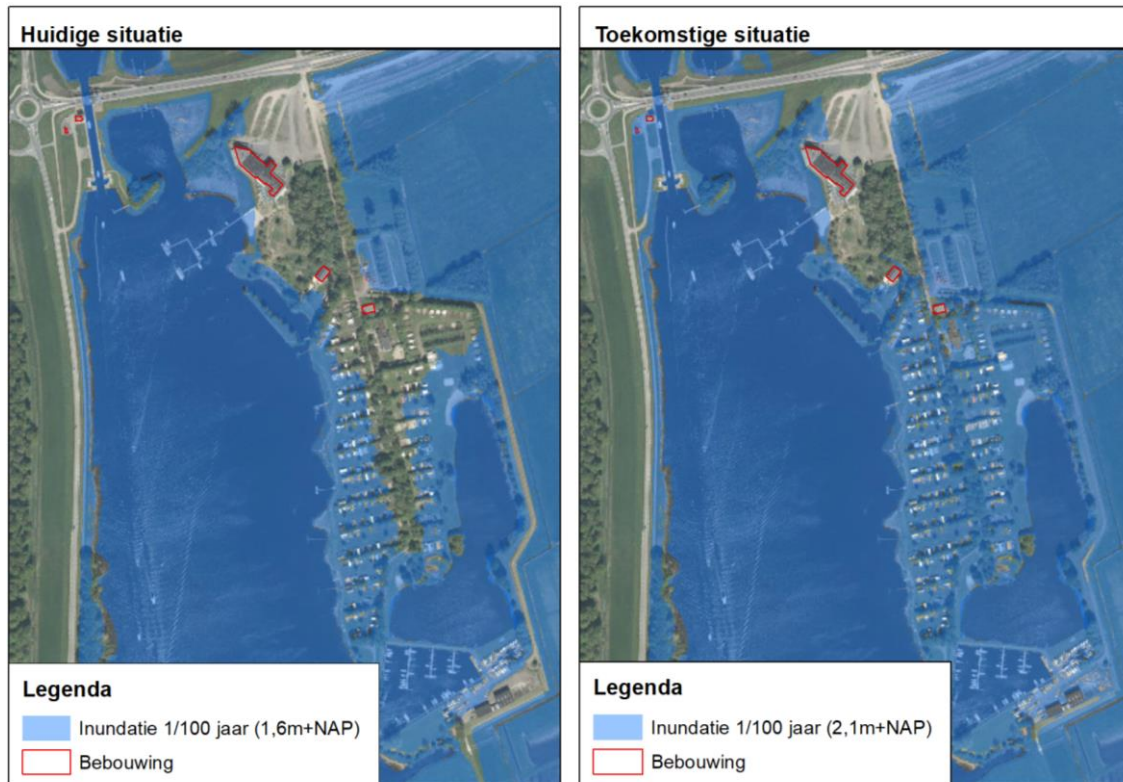 Huidige situatie
Legenda
Inundatie 1/100 jaar (1,6m+NAP)
Bebouwing
Toekomstige situatie
Legenda
Inundatie 1/100 jaar (2,1m+NAP)
Bebouwing